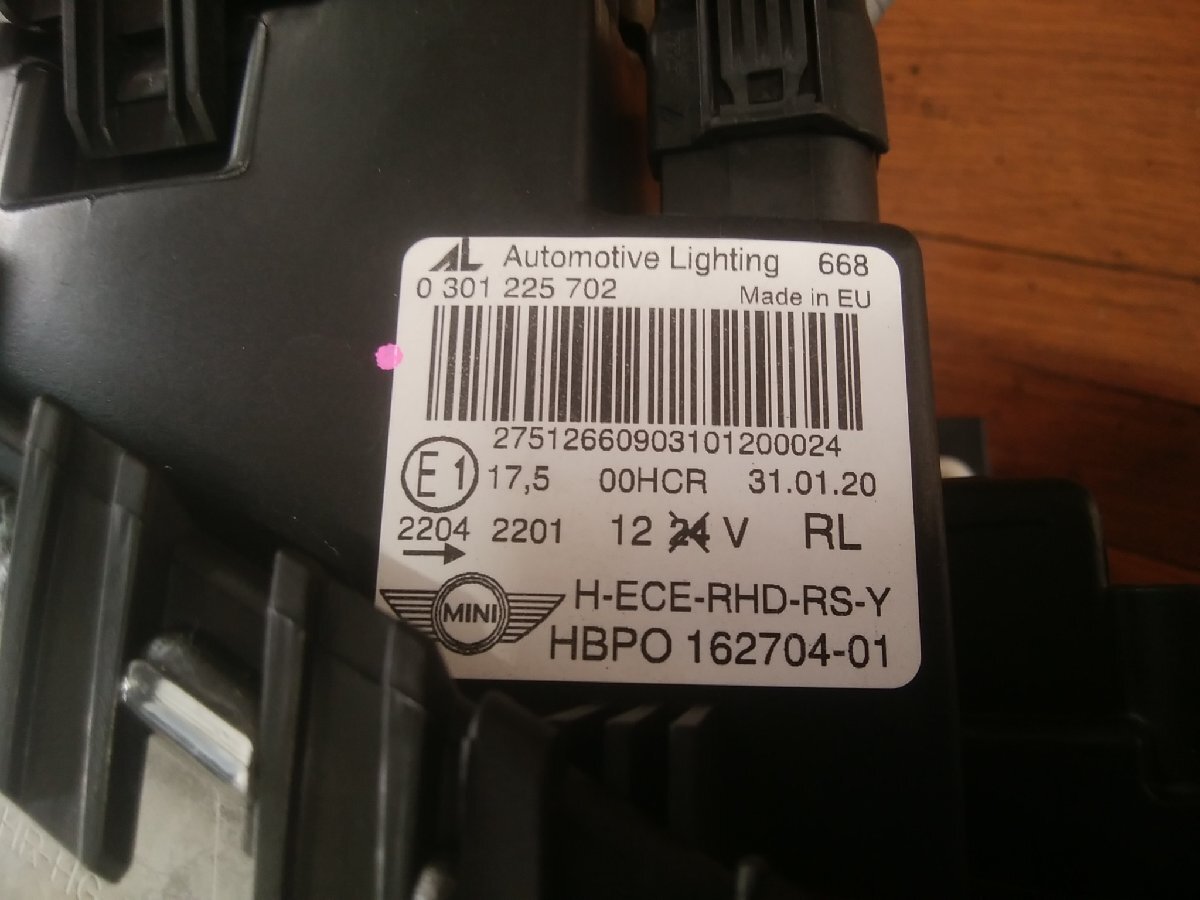 AL Automotive Lighting 668
0 301 225 702 Made in EU
27512660903101200024
E1 17,5 00HCR 31.01.20
2204 2201 12 24 V RL
MINI H-ECE-RHD-RS-Y
HBPO 162704-01